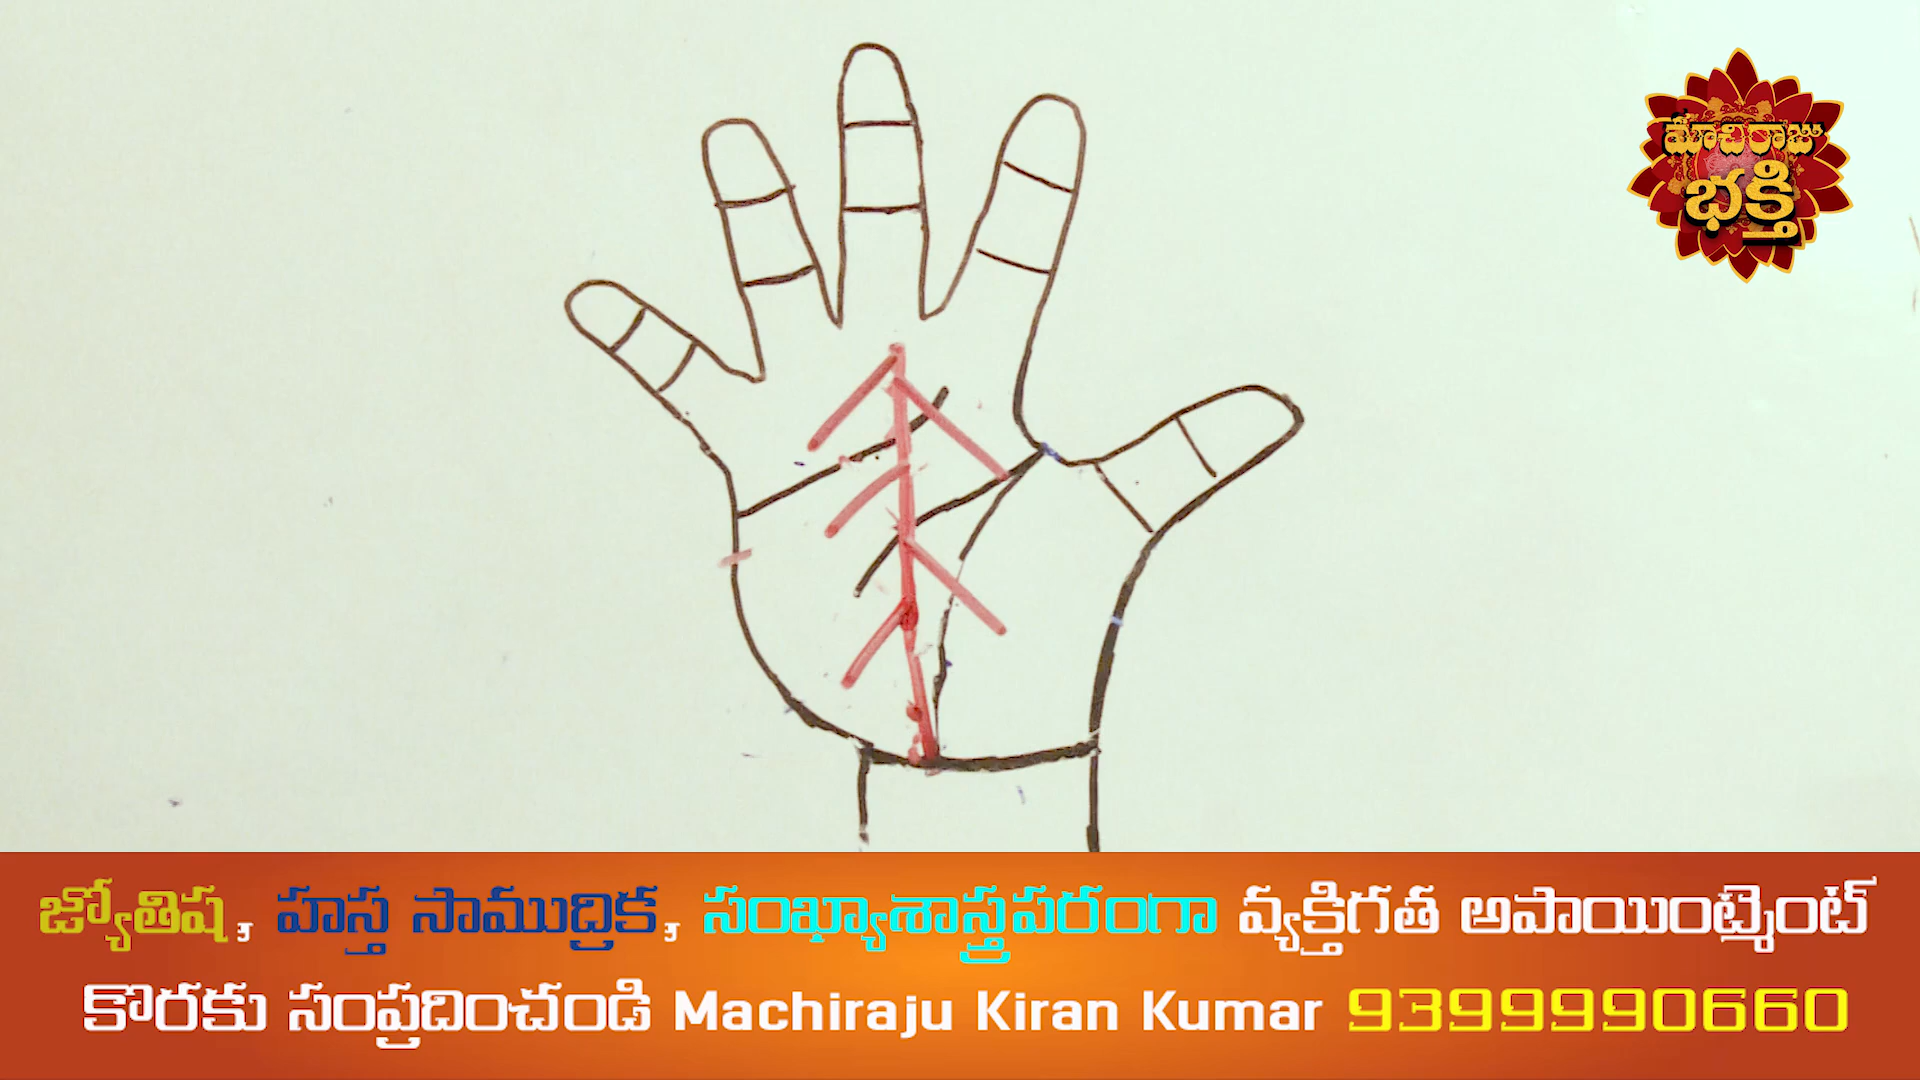 మాచిరాజు
భక్తి
జ్యోతిష, హస్త సాముద్రిక, సంఖ్యాశాస్త్రపరంగా వ్యక్తిగత అపాయింట్మెంట్
కొరకు సంప్రదించండి Machiraju Kiran Kumar 9399990660